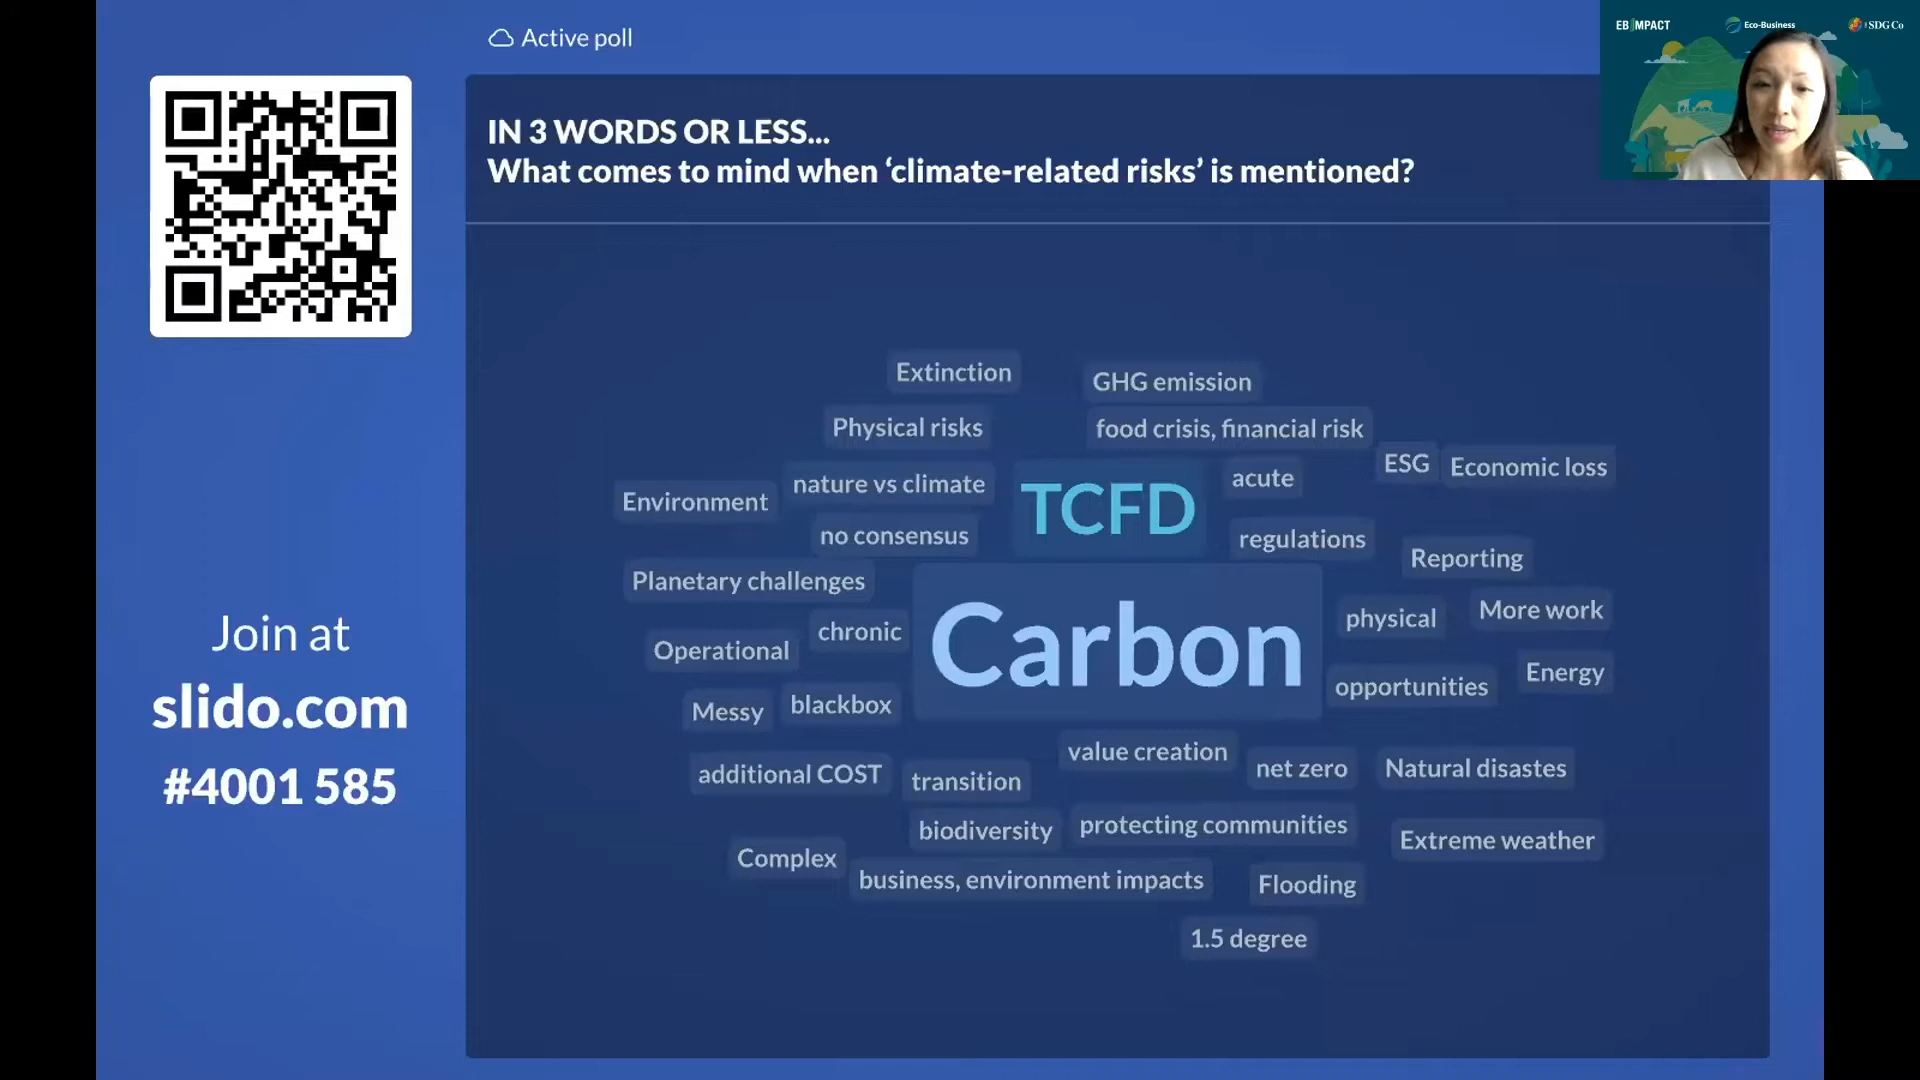 Active poll
EB IMPACT
Eco-Business
SDG Co
IN 3 WORDS OR LESS...
What comes to mind when ‘climate-related risks’ is mentioned?
Extinction
GHG emission
Physical risks
food crisis, financial risk
ESG
Economic loss
nature vs climate
acute
Environment
TCFD
no consensus
regulations
Reporting
Planetary challenges
Carbon
physical
More work
chronic
Operational
opportunities
Energy
Messy
blackbox
value creation
additional COST
transition
net zero
Natural disastes
biodiversity
protecting communities
Extreme weather
Complex
business, environment impacts
Flooding
1.5 degree
Join at
slido.com
#4001 585